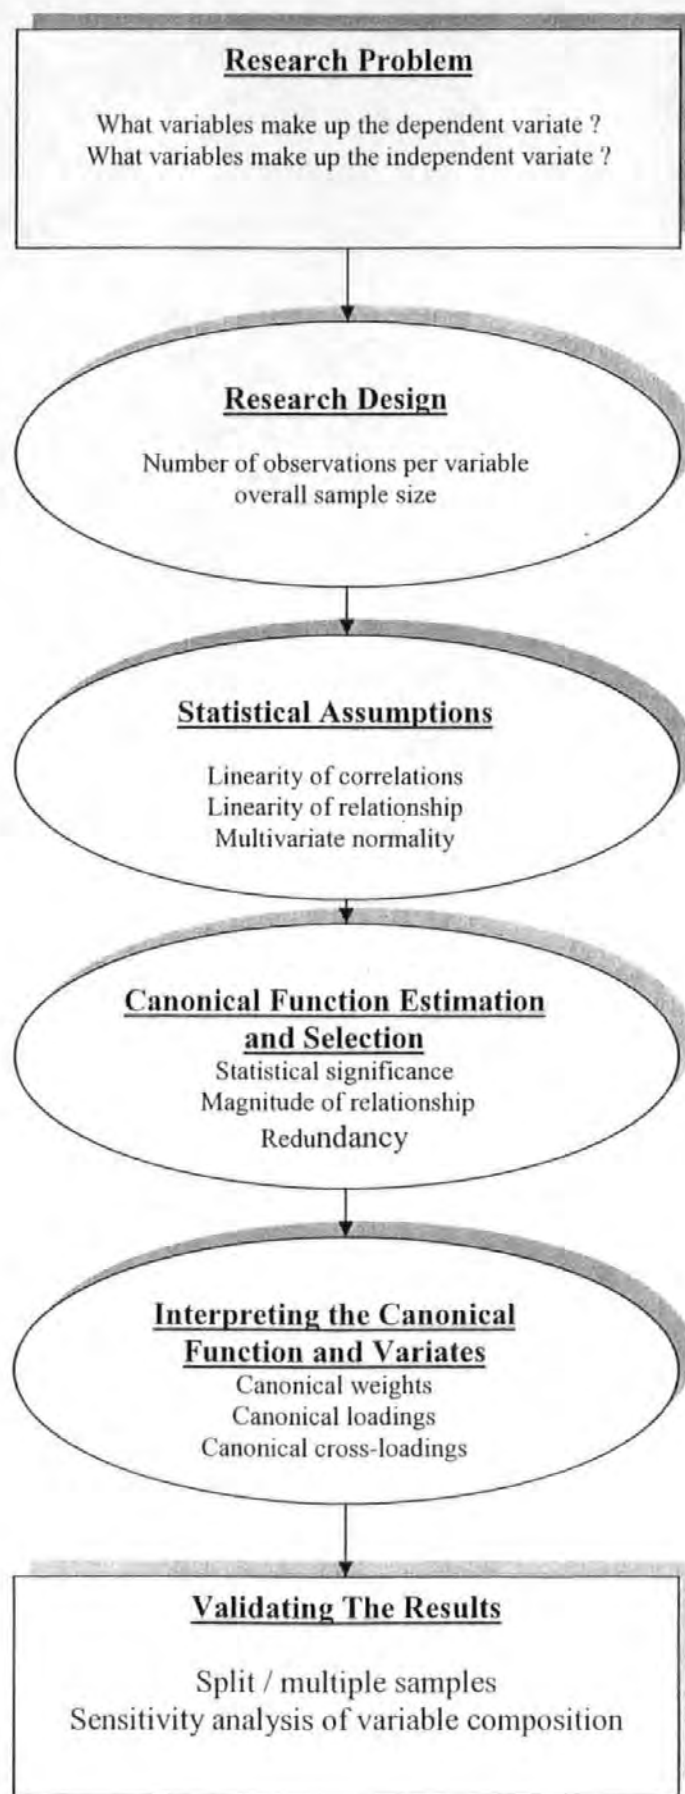 Research Problem
What variables make up the dependent variate ?
What variables make up the independent variate ?
Research Design
Number of observations per variable
overall sample size
Statistical Assumptions
Linearity of correlations
Linearity of relationship
Multivariate normality
Canonical Function Estimation
and Selection
Statistical significance
Magnitude of relationship
Redundancy
Interpreting the Canonical
Function and Variates
Canonical weights
Canonical loadings
Canonical cross-loadings
Validating The Results
Split / multiple samples
Sensitivity analysis of variable composition